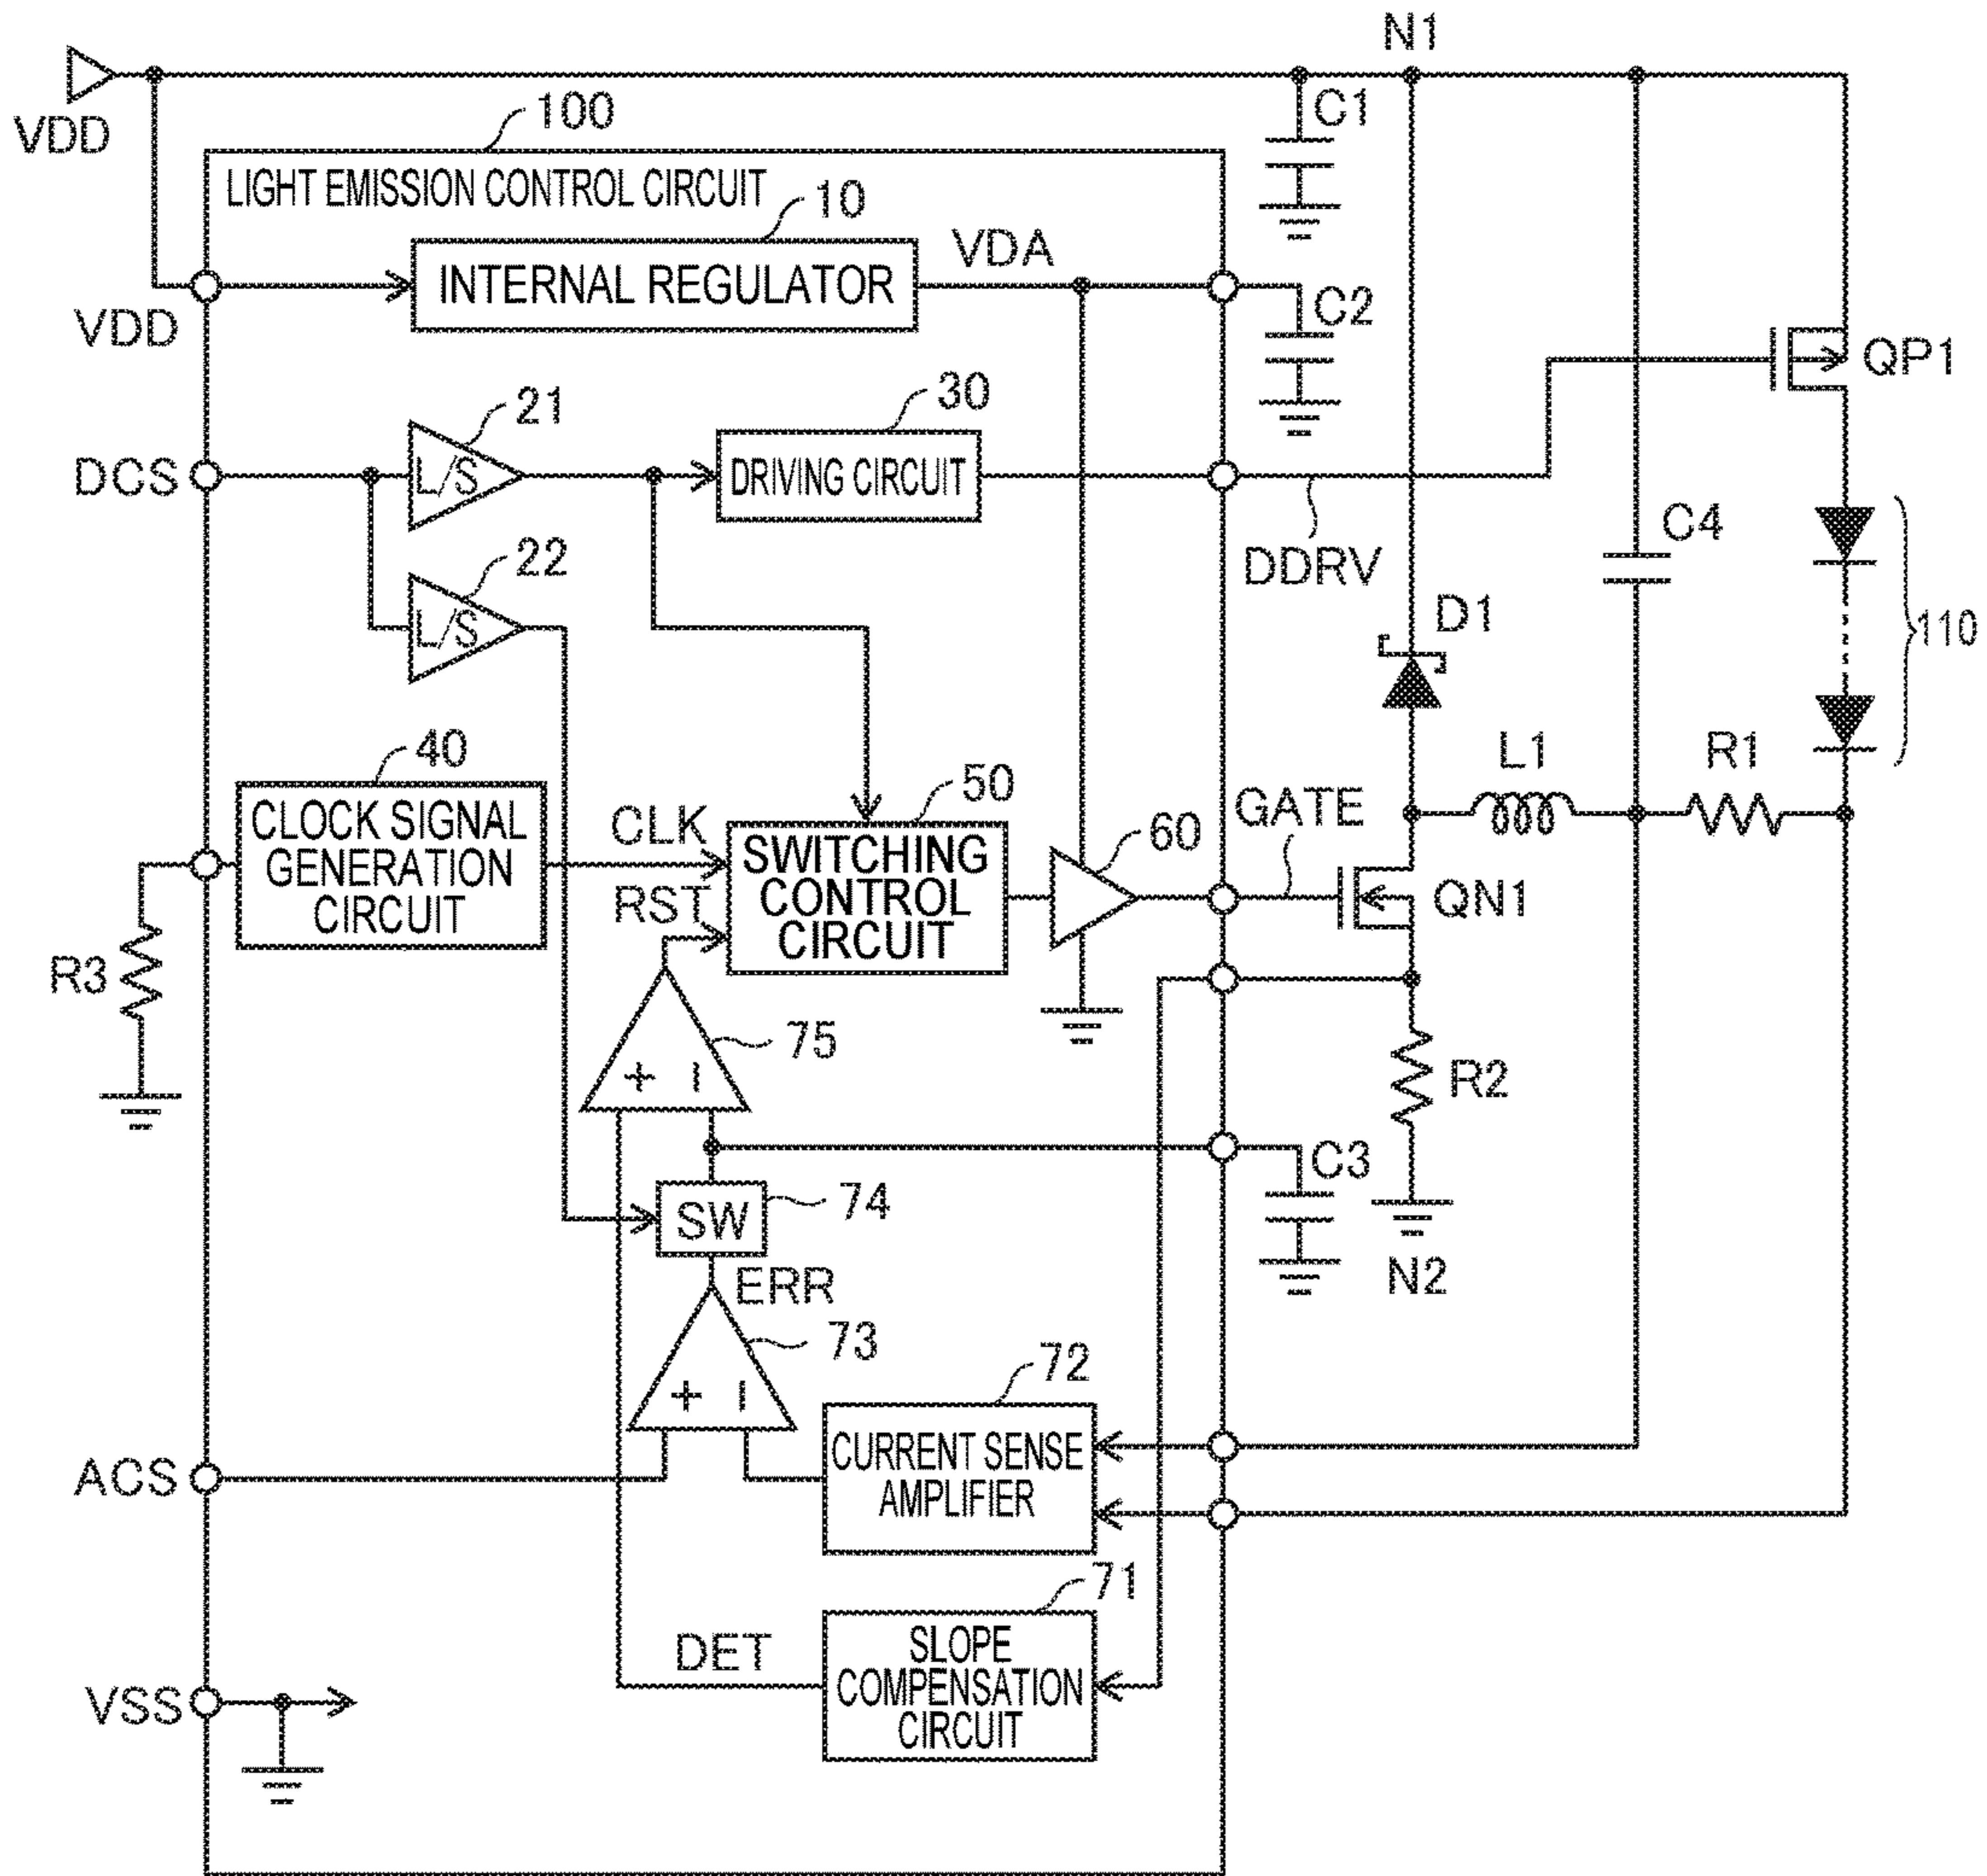 N1
VDD
100
C1
LIGHT EMISSION CONTROL CIRCUIT
10
VDA
INTERNAL REGULATOR
C2
VDD
QP1
21
30
DCS
L/S
DRIVING CIRCUIT
C4
22
DDRV
L/S
D1
110
40
50
L1
R1
CLOCK SIGNAL
GENERATION
CIRCUIT
CLK
GATE
60
SWITCHING
CONTROL
CIRCUIT
RST
QN1
R3
75
+ −
R2
C3
SW
74
N2
ERR
73
72
+ −
CURRENT SENSE
AMPLIFIER
ACS
71
DET
SLOPE
COMPENSATION
CIRCUIT
VSS